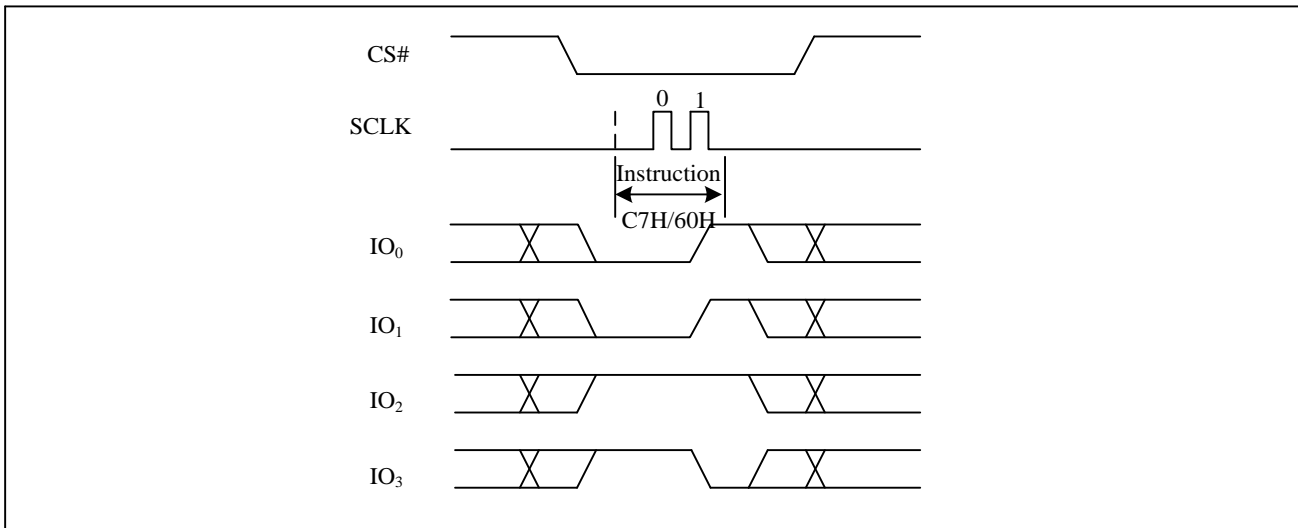 CS#
0 1
SCLK
Instruction
C7H/60H
IO₀
IO₁
IO₂
IO₃